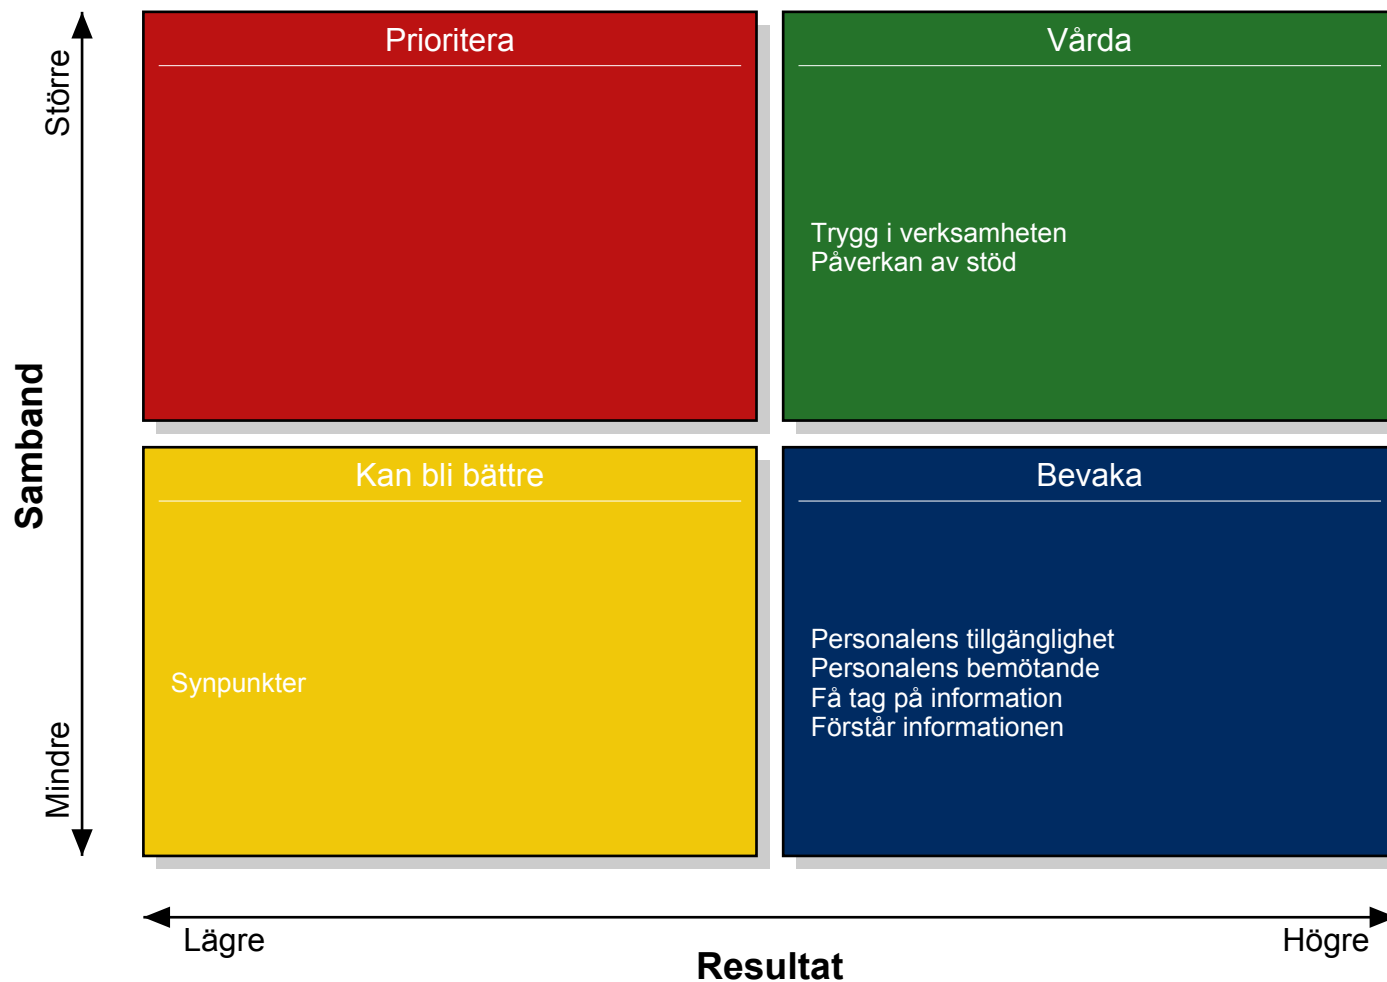 Större
Samband
Mindre
Prioritera
Vårda
Trygg i verksamheten
Påverkan av stöd
Kan bli bättre
Synpunkter
Bevaka
Personalens tillgänglighet
Personalens bemötande
Få tag på information
Förstår informationen
Lägre
Högre
Resultat